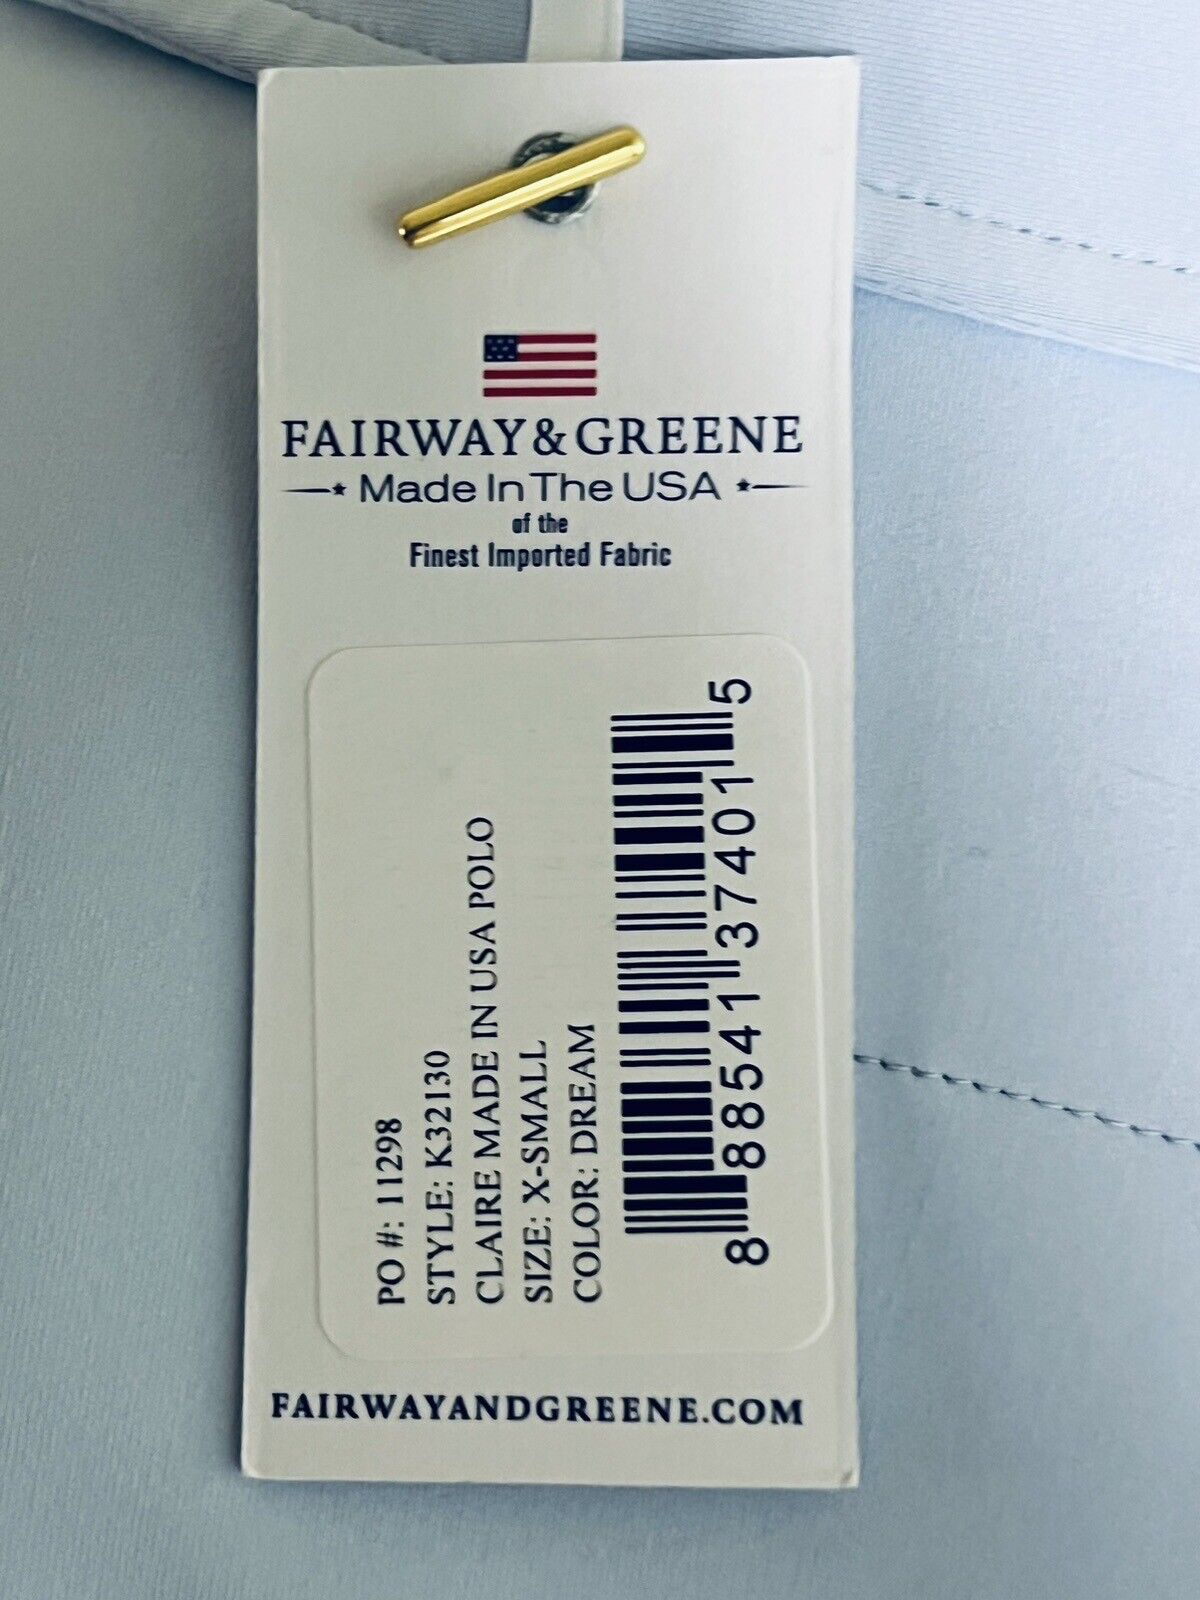 FAIRWAY & GREENE
Made In The USA
of the
Finest Imported Fabric
PO #: 11298
STYLE: K32130
CLAIRE MADE IN USA POLO
SIZE: X-SMALL
COLOR: DREAM
8 88541 37401 5
FAIRWAYANDGREENE.COM